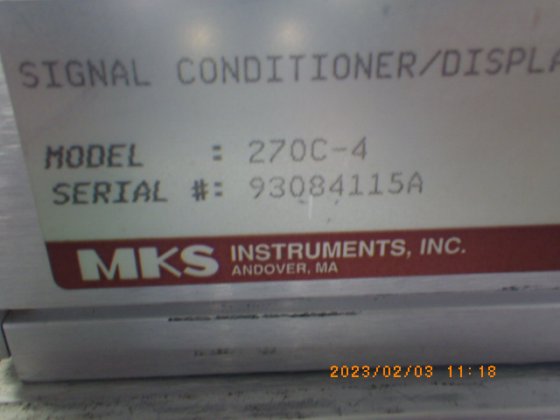 SIGNAL CONDITIONER/DISPLA
MODEL : 270C-4
SERIAL #: 93084115A
MKS INSTRUMENTS, INC.
ANDOVER, MA
2023/02/03 11:18